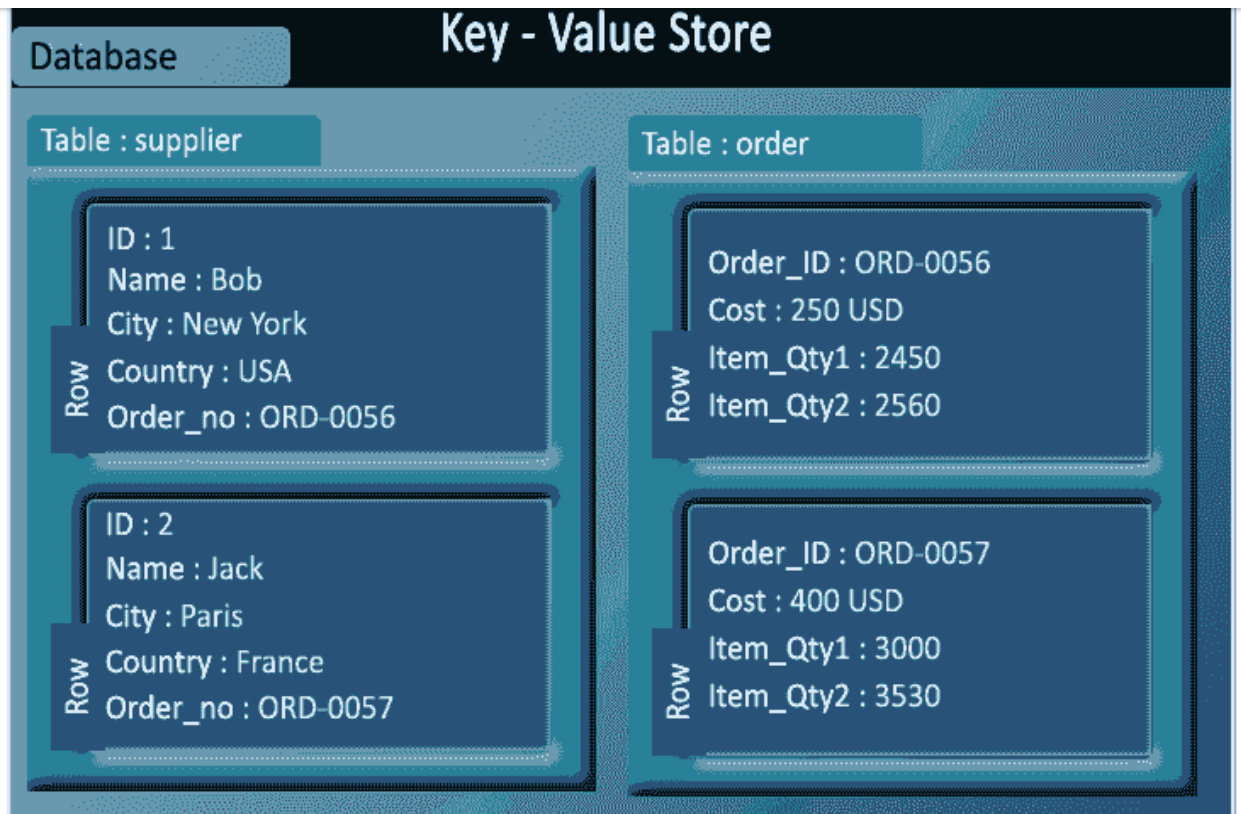 Key - Value Store
Database
Table : supplier
ID : 1
Name : Bob
City : New York
Country : USA
Order_no : ORD-0056
Row
ID : 2
Name : Jack
City : Paris
Country : France
Order_no : ORD-0057
Row
Table : order
Order_ID : ORD-0056
Cost : 250 USD
Item_Qty1 : 2450
Item_Qty2 : 2560
Row
Order_ID : ORD-0057
Cost : 400 USD
Item_Qty1 : 3000
Item_Qty2 : 3530
Row